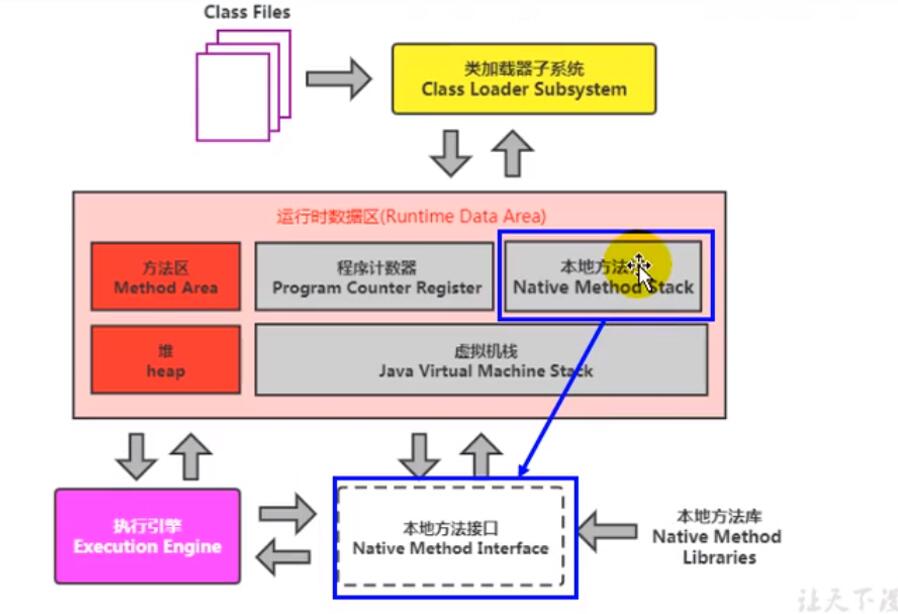 Class Files
类加载器子系统
Class Loader Subsystem
运行时数据区(Runtime Data Area)
方法区
Method Area
程序计数器
Program Counter Register
本地方法
Native Method Stack
堆
heap
虚拟机栈
Java Virtual Machine Stack
执行引擎
Execution Engine
本地方法接口
Native Method Interface
本地方法库
Native Method
Libraries
让天下没